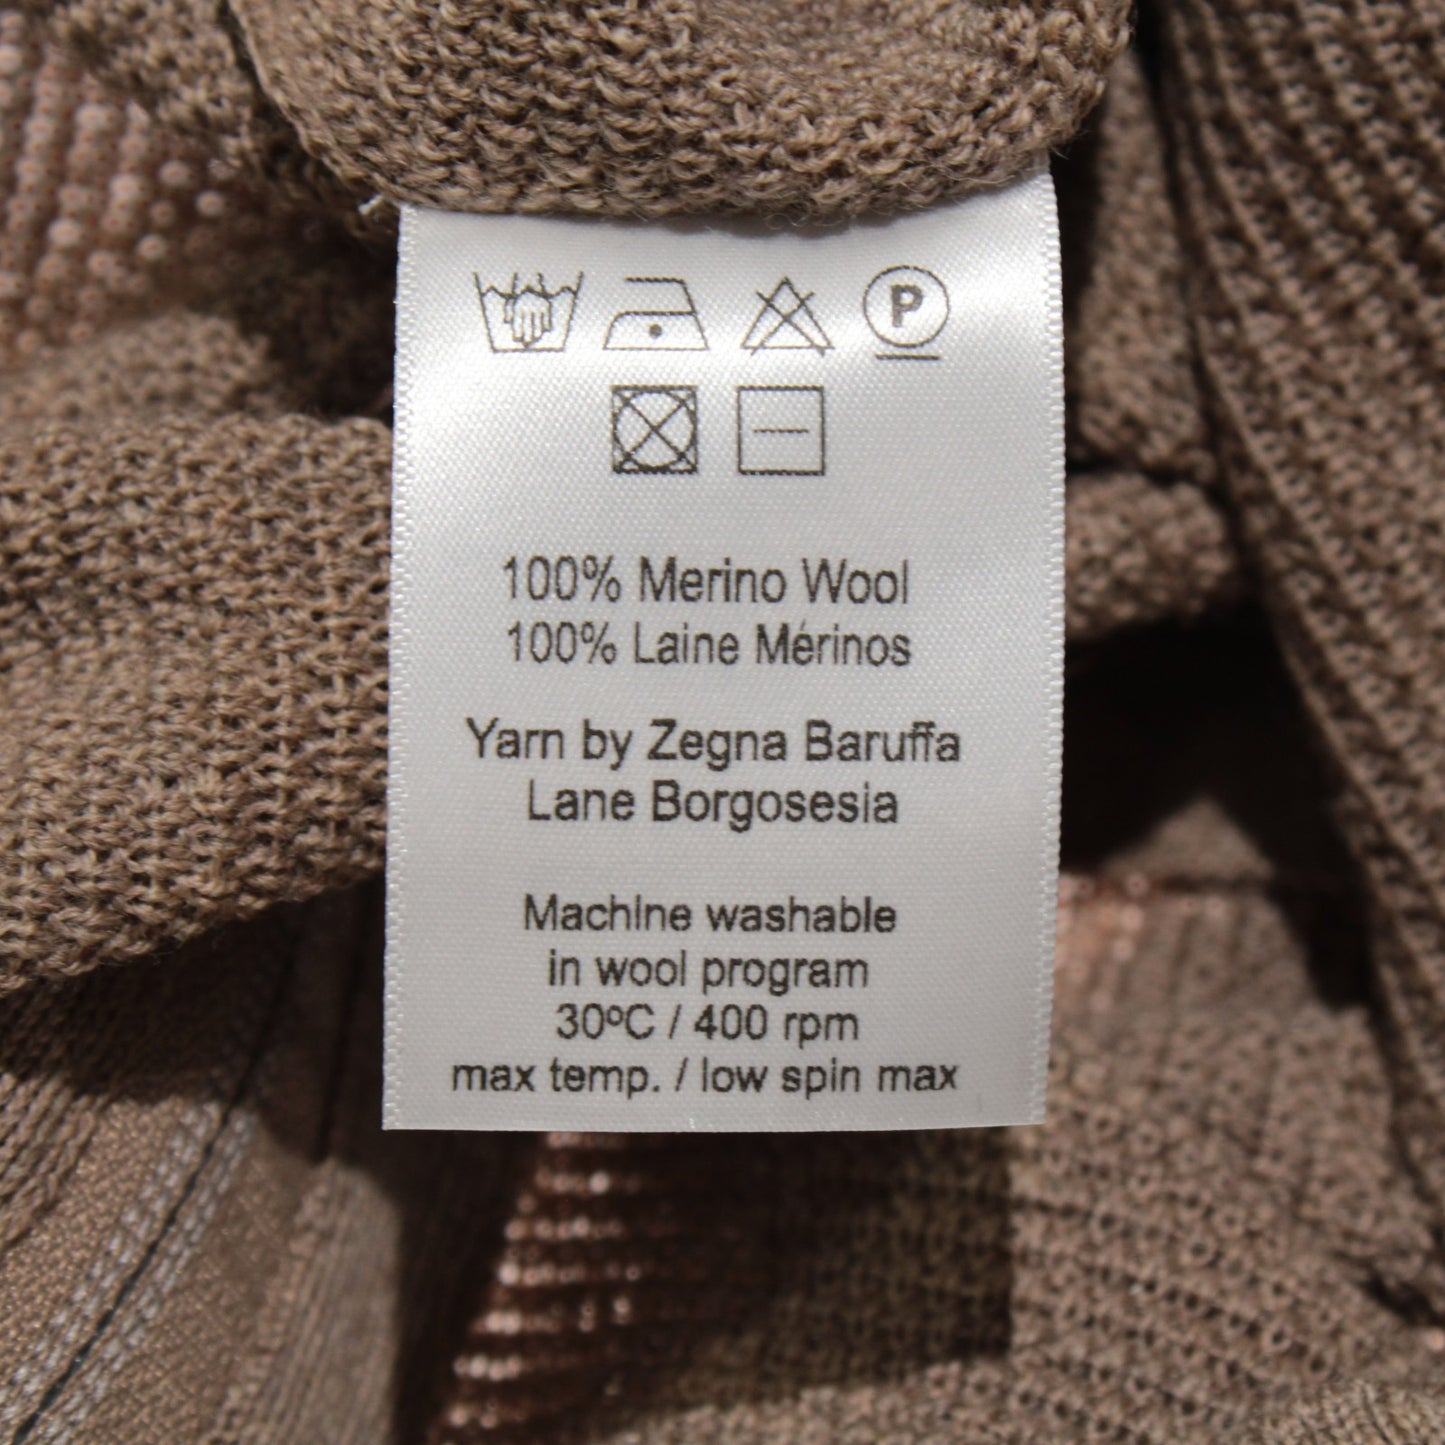 P
100% Merino Wool
100% Laine Mérinos
Yarn by Zegna Baruffa
Lane Borgosesia
Machine washable
in wool program
30ºC / 400 rpm
max temp. / low spin max